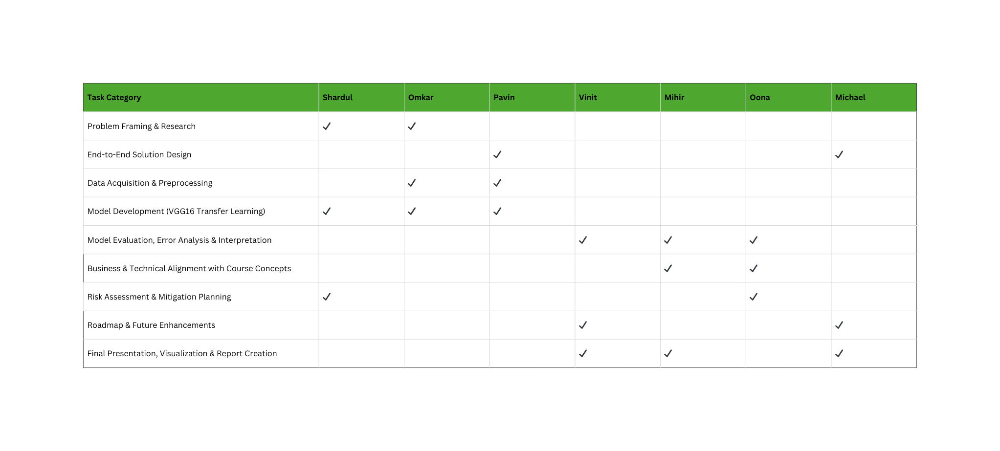 Task Category Shardul Omkar Pavin Vinit Mihir Oona Michael
Problem Framing & Research ✓ ✓
End-to-End Solution Design ✓ ✓
Data Acquisition & Preprocessing ✓ ✓
Model Development (VGG16 Transfer Learning) ✓ ✓ ✓
Model Evaluation, Error Analysis & Interpretation ✓ ✓ ✓
Business & Technical Alignment with Course Concepts ✓ ✓
Risk Assessment & Mitigation Planning ✓ ✓
Roadmap & Future Enhancements ✓ ✓
Final Presentation, Visualization & Report Creation ✓ ✓ ✓